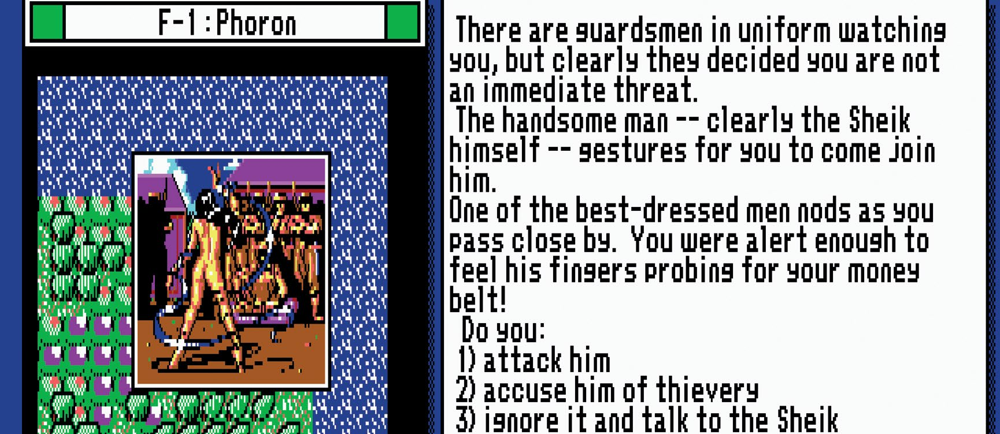 F-1:Phoron
There are guardsmen in uniform watching
you, but clearly they decided you are not
an immediate threat.
The handsome man -- clearly the Sheik
himself -- gestures for you to come join
him.
One of the best-dressed men nods as you
pass close by.  You were alert enough to
feel his fingers probing for your money
belt!
Do you:
1) attack him
2) accuse him of thievery
3) ignore it and talk to the Sheik